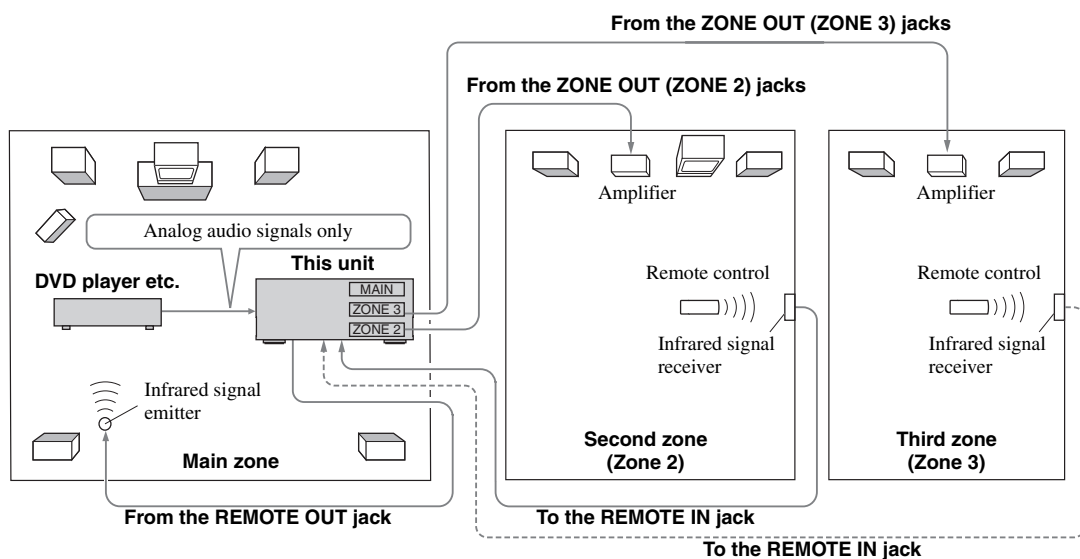 From the ZONE OUT (ZONE 3) jacks
From the ZONE OUT (ZONE 2) jacks
Amplifier
Amplifier
Analog audio signals only
This unit
DVD player etc.
MAIN
ZONE 3
ZONE 2
Remote control
Remote control
Infrared signal
receiver
Infrared signal
receiver
Infrared signal
emitter
Main zone
Second zone
(Zone 2)
Third zone
(Zone 3)
From the REMOTE OUT jack
To the REMOTE IN jack
To the REMOTE IN jack